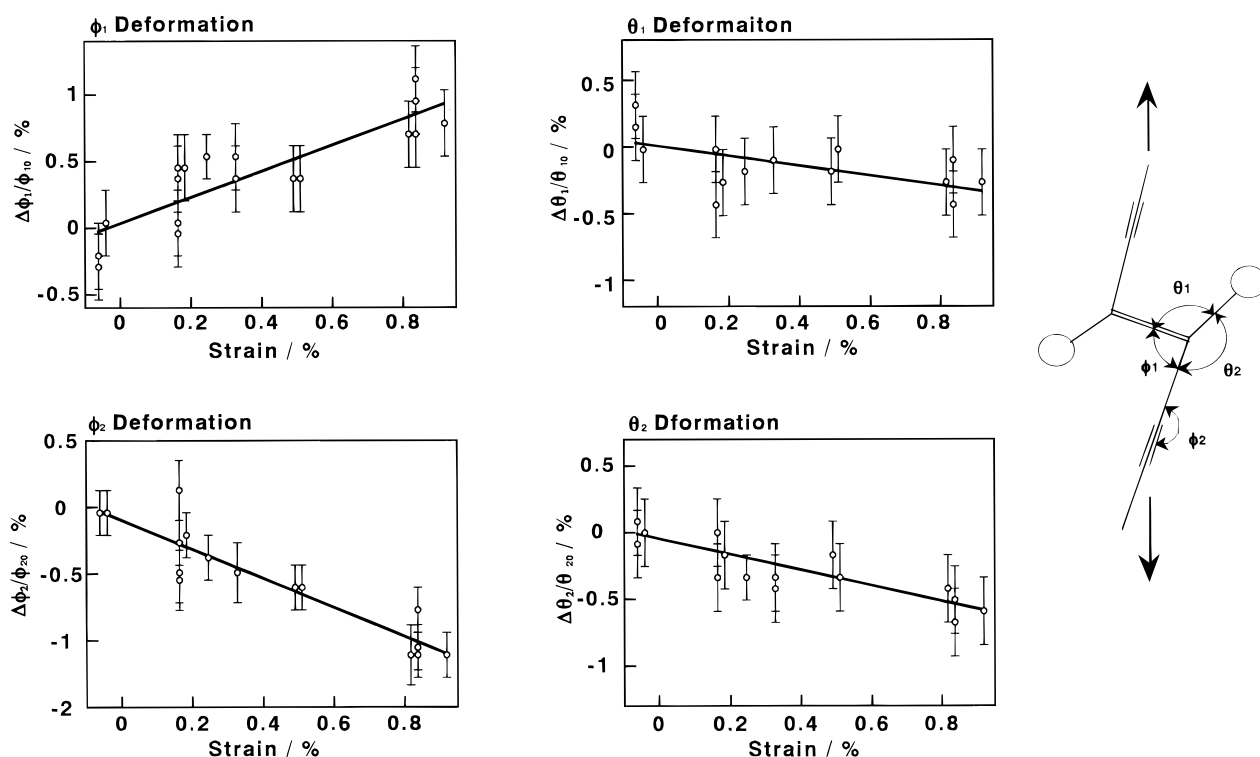 ϕ₁ Deformation
Δϕ₁/ϕ₁₀ / %
1
0.5
0
-0.5
0 0.2 0.4 0.6 0.8
Strain / %
θ₁ Deformaiton
Δθ₁/θ₁₀ / %
0.5
0
-0.5
-1
0 0.2 0.4 0.6 0.8
Strain / %
ϕ₂ Deformation
Δϕ₂/ϕ₂₀ / %
0.5
0
-0.5
-1
-2
0 0.2 0.4 0.6 0.8
Strain / %
θ₂ Dformation
Δθ₂/θ₂₀ / %
0.5
0
-0.5
-1
0 0.2 0.4 0.6 0.8
Strain / %
θ1
ϕ1
θ2
ϕ2